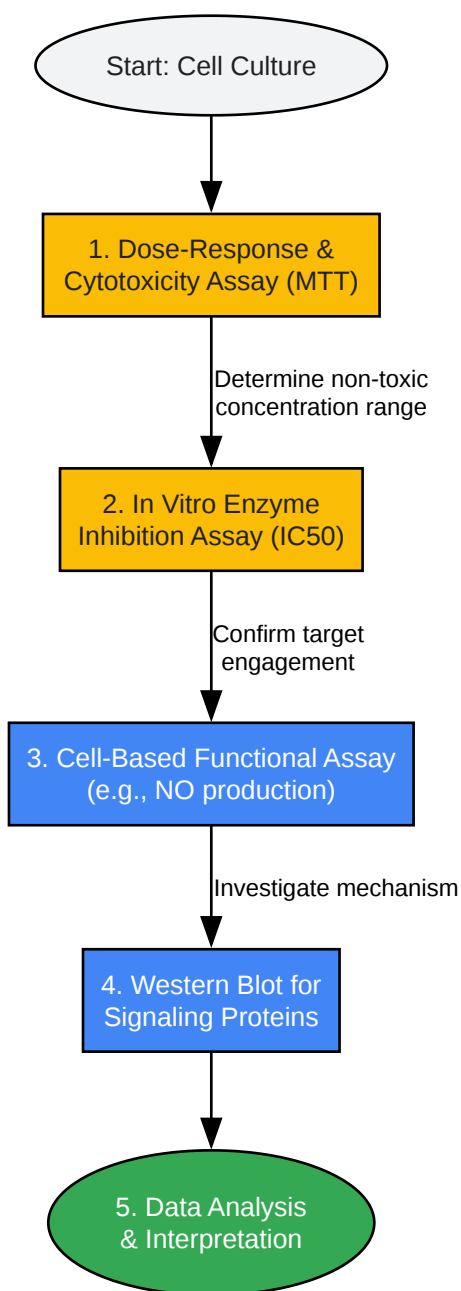 Start: Cell Culture
1. Dose-Response &
Cytotoxicity Assay (MTT)
Determine non-toxic
concentration range
2. In Vitro Enzyme
Inhibition Assay (IC50)
Confirm target
engagement
3. Cell-Based Functional Assay
(e.g., NO production)
Investigate mechanism
4. Western Blot for
Signaling Proteins
5. Data Analysis
& Interpretation